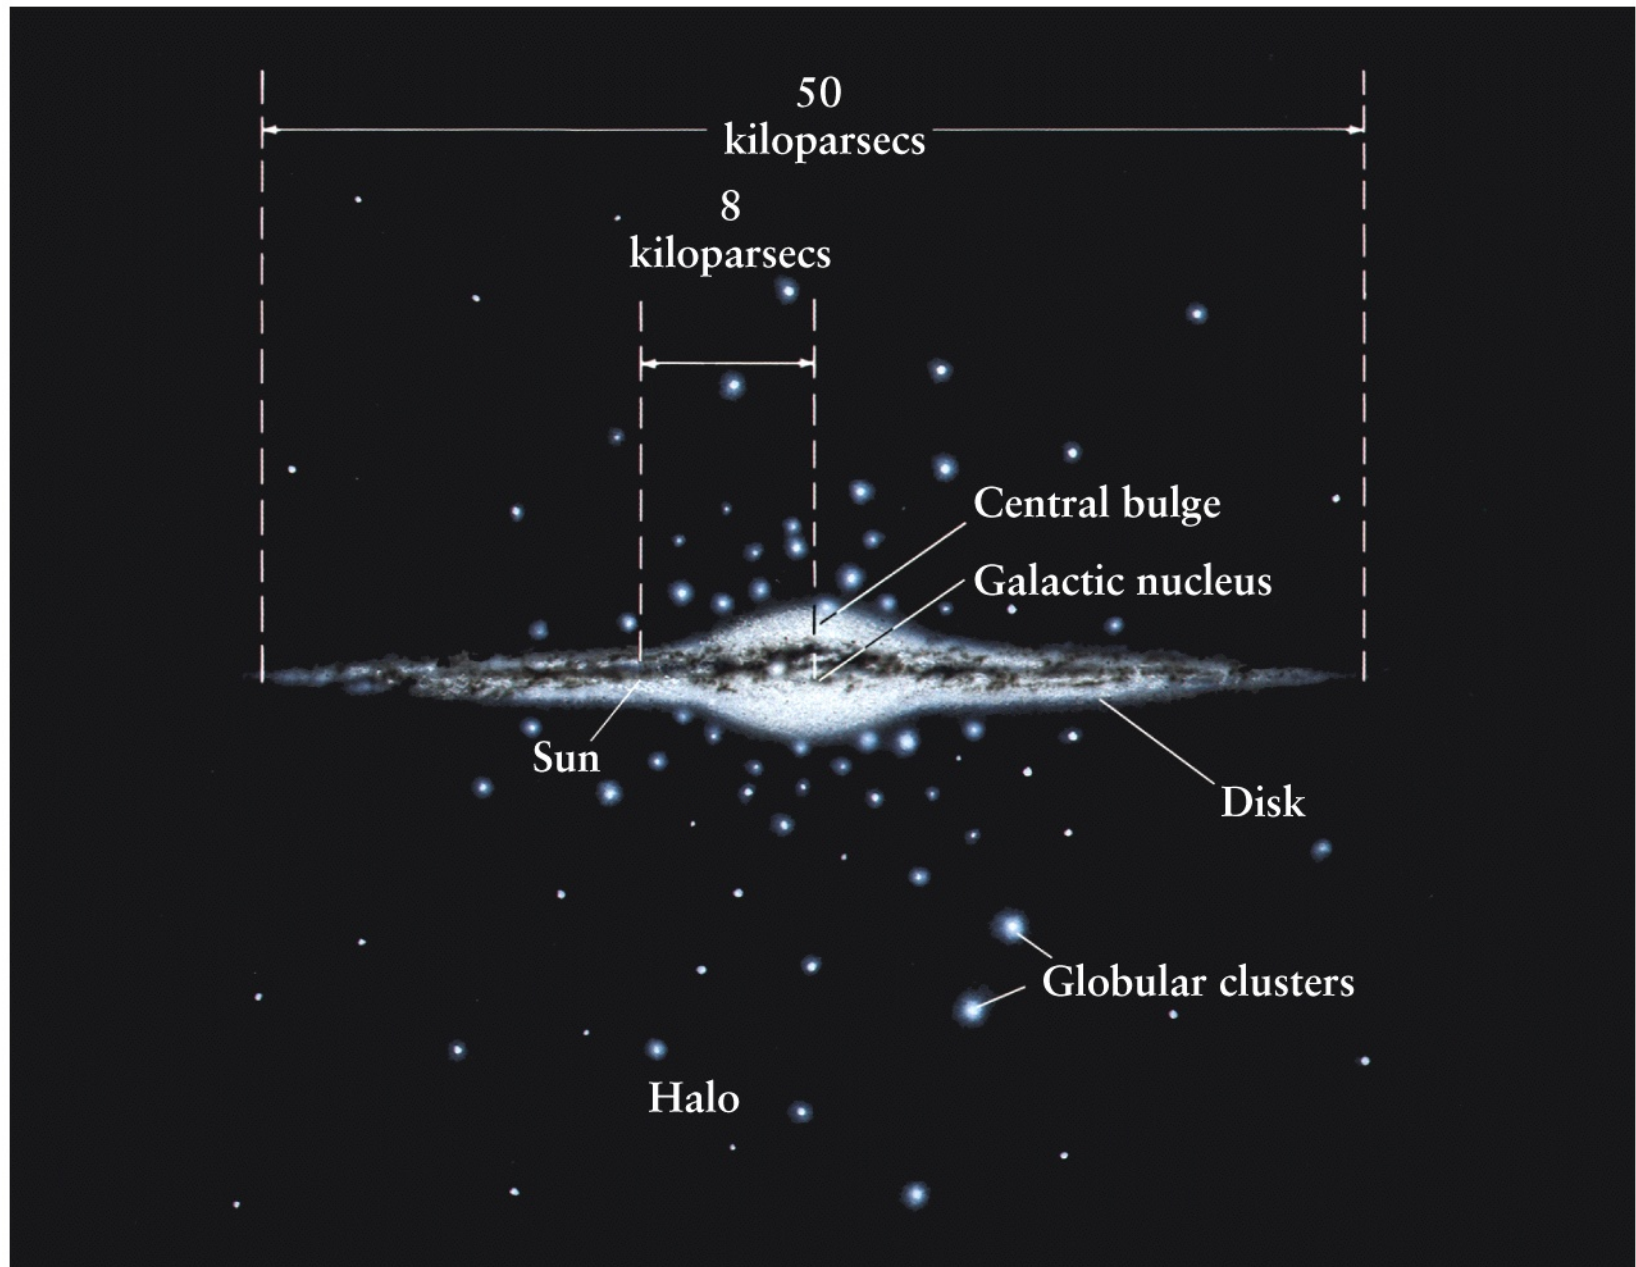 50
kiloparsecs
8
kiloparsecs
Central bulge
Galactic nucleus
Sun
Disk
Globular clusters
Halo